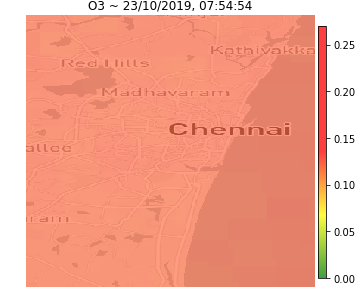 O3 ~ 23/10/2019, 07:54:54
Kathivakka
Red Hills
Madhavaram
Chennai
allee
ram
0.25
0.20
0.15
0.10
0.05
0.00